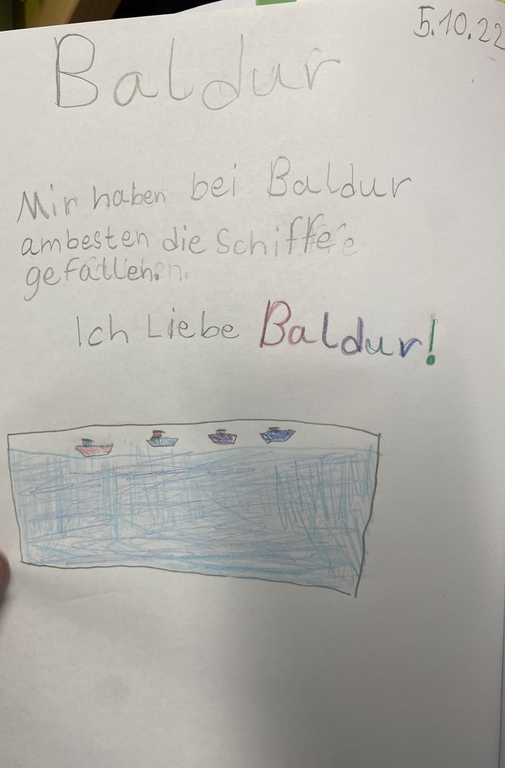 5.10.22
Baldur
Mir haben bei Baldur
ambesten die Schiffe
gefallen.
Ich Liebe Baldur!